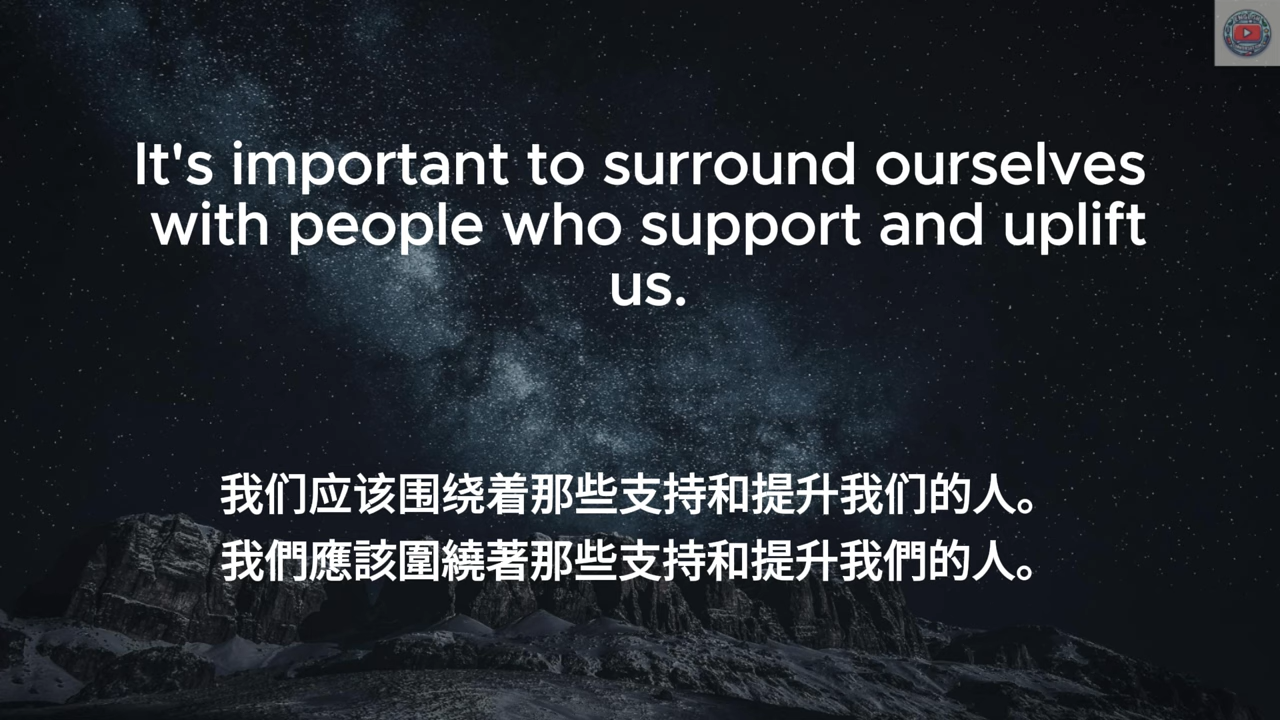 It's important to surround ourselves
with people who support and uplift
us.
我们应该围绕着那些支持和提升我们的人。
我們應該圍繞著那些支持和提升我們的人。